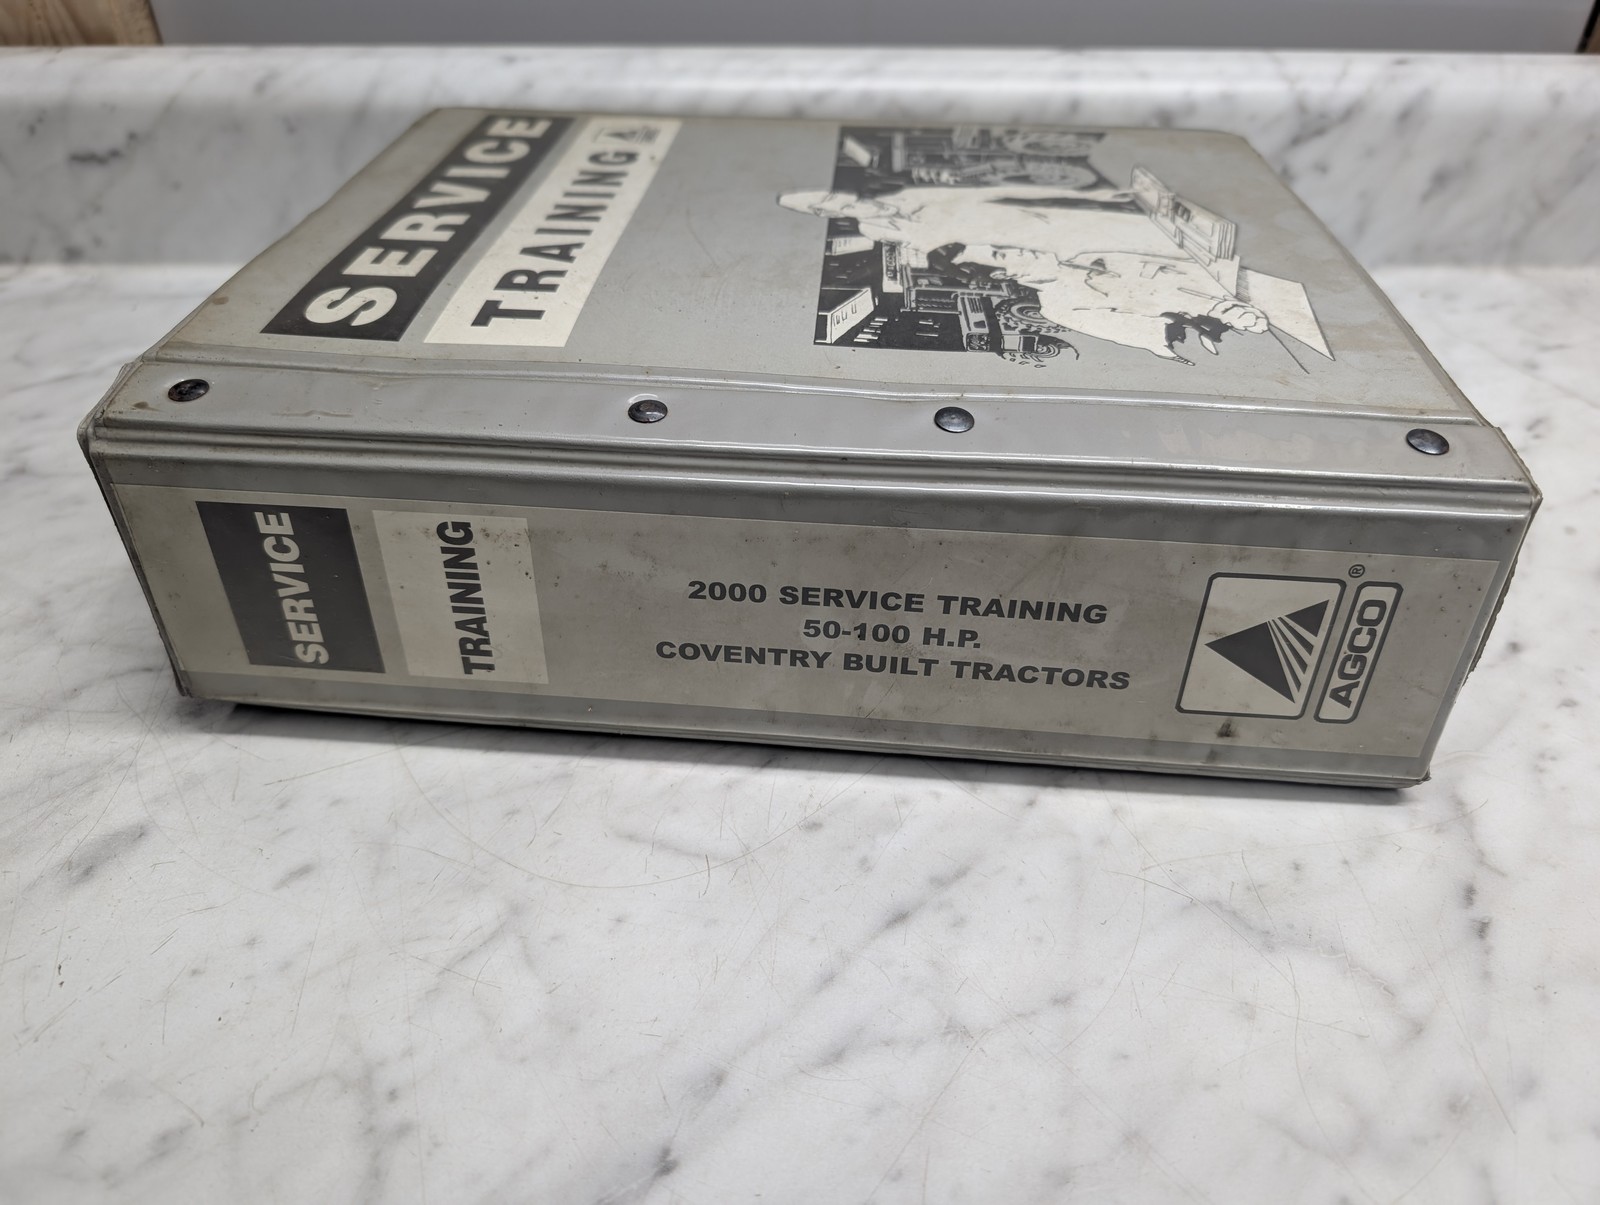 SERVICE
TRAINING
SERVICE
TRAINING
2000 SERVICE TRAINING
50-100 H.P.
COVENTRY BUILT TRACTORS
AGCO
®